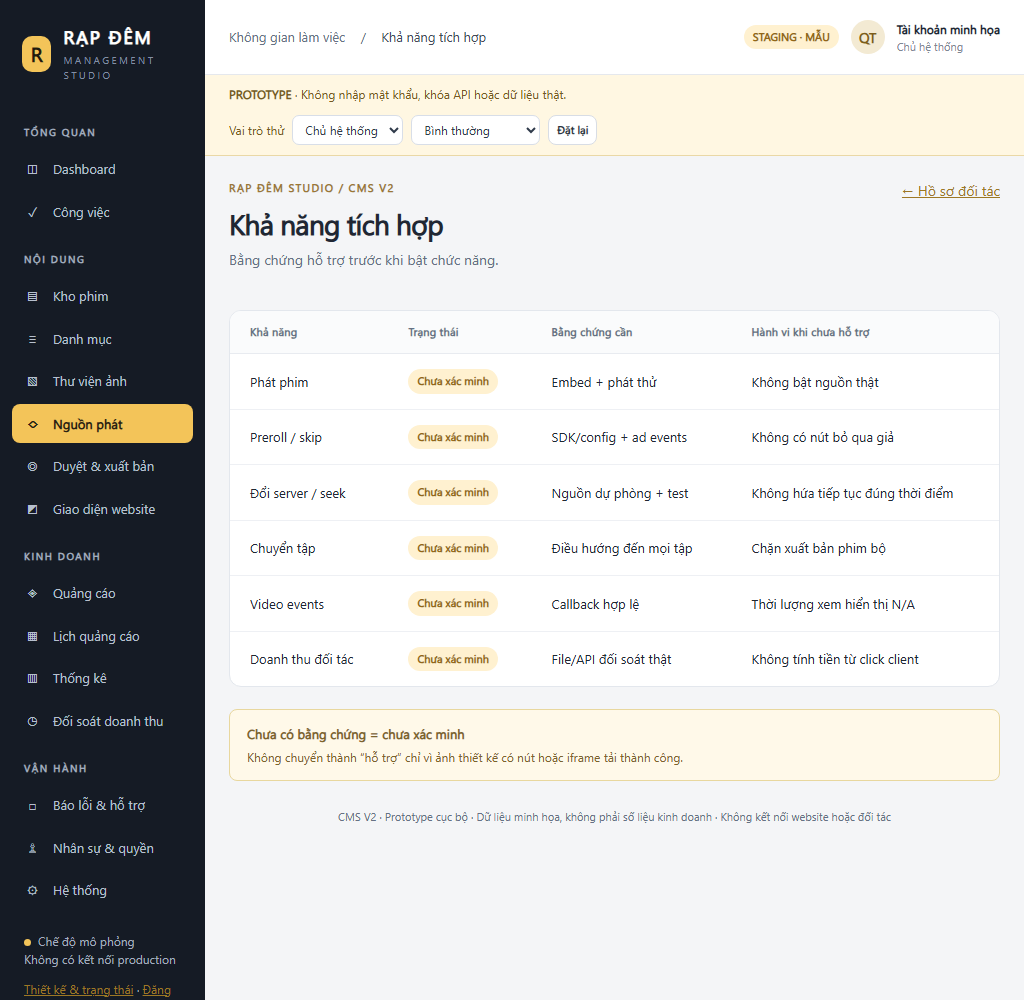 R
RẠP ĐÊM
MANAGEMENT
STUDIO
TỔNG QUAN
Dashboard
Công việc
NỘI DUNG
Kho phim
Danh mục
Thư viện ảnh
Nguồn phát
Duyệt & xuất bản
Giao diện website
KINH DOANH
Quảng cáo
Lịch quảng cáo
Thống kê
Đối soát doanh thu
VẬN HÀNH
Báo lỗi & hỗ trợ
Nhân sự & quyền
Hệ thống
Chế độ mô phỏng
Không có kết nối production
Thiết kế & trạng thái · Đăng
Không gian làm việc / Khả năng tích hợp
STAGING · MẪU
QT
Tài khoản minh họa
Chủ hệ thống
PROTOTYPE · Không nhập mật khẩu, khóa API hoặc dữ liệu thật.
Vai trò thử Chủ hệ thống Bình thường Đặt lại
RẠP ĐÊM STUDIO / CMS V2
← Hồ sơ đối tác
Khả năng tích hợp
Bằng chứng hỗ trợ trước khi bật chức năng.
Khả năng Trạng thái Bằng chứng cần Hành vi khi chưa hỗ trợ
Phát phim Chưa xác minh Embed + phát thử Không bật nguồn thật
Preroll / skip Chưa xác minh SDK/config + ad events Không có nút bỏ qua giả
Đổi server / seek Chưa xác minh Nguồn dự phòng + test Không hứa tiếp tục đúng thời điểm
Chuyển tập Chưa xác minh Điều hướng đến mọi tập Chặn xuất bản phim bộ
Video events Chưa xác minh Callback hợp lệ Thời lượng xem hiển thị N/A
Doanh thu đối tác Chưa xác minh File/API đối soát thật Không tính tiền từ click client
Chưa có bằng chứng = chưa xác minh
Không chuyển thành "hỗ trợ" chỉ vì ảnh thiết kế có nút hoặc iframe tải thành công.
CMS V2 · Prototype cục bộ · Dữ liệu minh họa, không phải số liệu kinh doanh · Không kết nối website hoặc đối tác